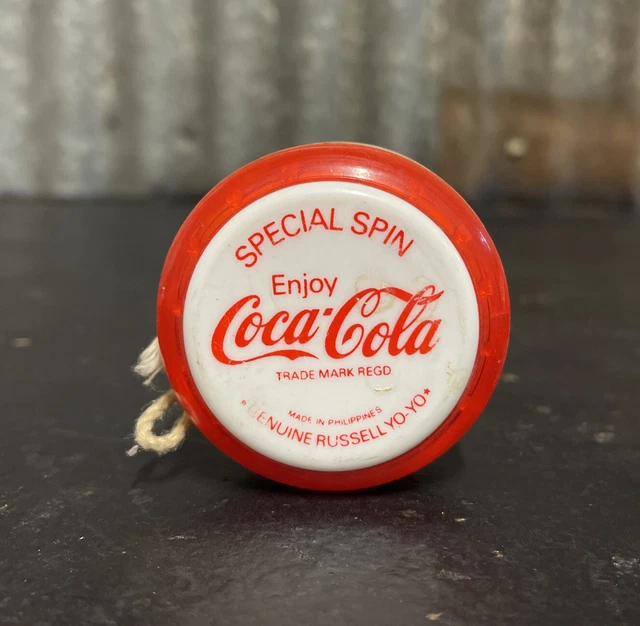 SPECIAL SPIN
Enjoy
Coca-Cola
TRADE MARK REGD
MADE IN PHILIPPINES
* GENUINE RUSSELL YO-YO *